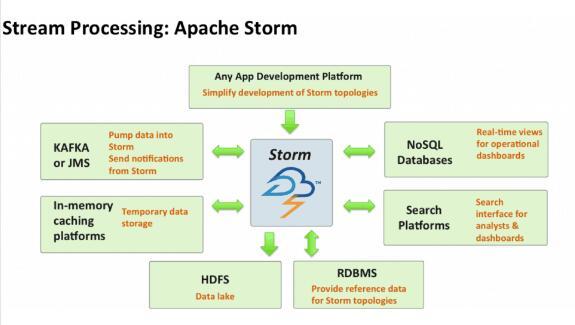 Stream Processing: Apache Storm
Any App Development Platform
Simplify development of Storm topologies
KAFKA
or JMS
Pump data into
Storm
Send notifications
from Storm
Storm
TM
NoSQL
Databases
Real-time views
for operational
dashboards
In-memory
caching
platforms
Temporary data
storage
Search
Platforms
Search
interface for
analysts &
dashboards
HDFS
Data lake
RDBMS
Provide reference data
for Storm topologies